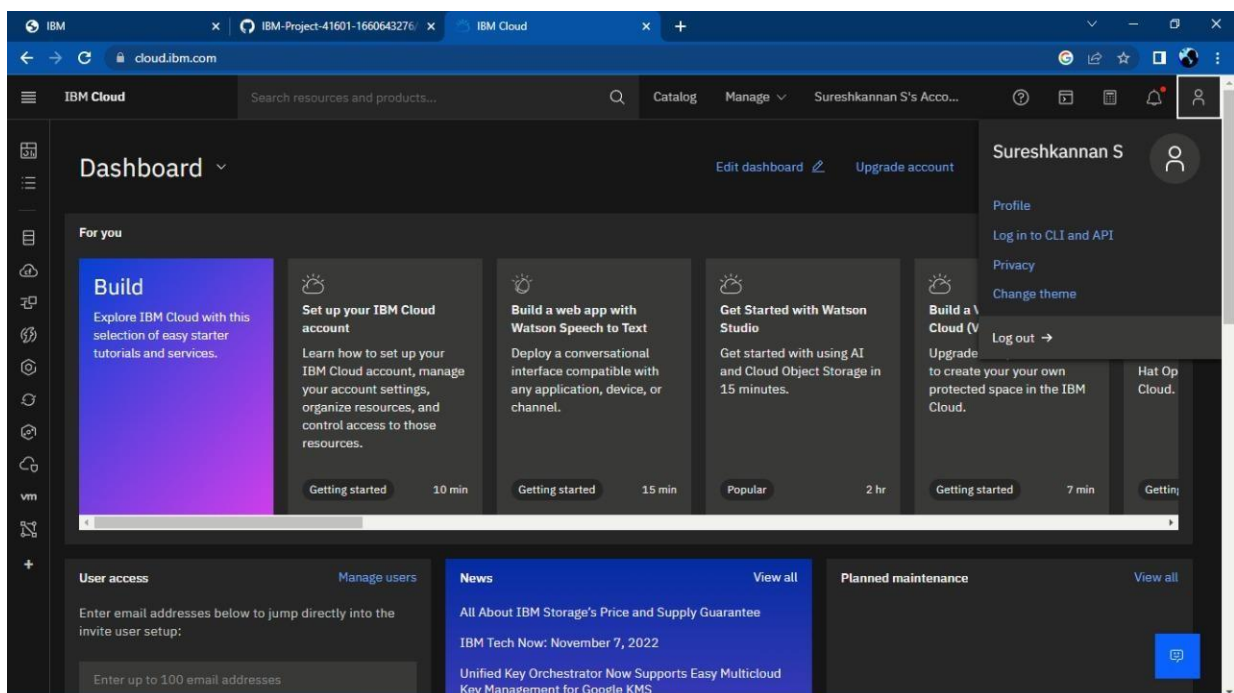 IBM
IBM-Project-41601-1660643276/
IBM Cloud
cloud.ibm.com
IBM Cloud
Search resources and products...
Catalog
Manage
Sureshkannan S's Acco...
Dashboard
Edit dashboard
Upgrade account
Sureshkannan S
Profile
Log in to CLI and API
Privacy
Change theme
Log out →
For you
Build
Explore IBM Cloud with this
selection of easy starter
tutorials and services.
Set up your IBM Cloud
account
Learn how to set up your
IBM Cloud account, manage
your account settings,
organize resources, and
control access to those
resources.
Getting started 10 min
Build a web app with
Watson Speech to Text
Deploy a conversational
interface compatible with
any application, device, or
channel.
Getting started 15 min
Get Started with Watson
Studio
Get started with using AI
and Cloud Object Storage in
15 minutes.
Popular 2 hr
Build a V
Cloud (V
Upgrade
to create your your own
protected space in the IBM
Cloud.
Getting started 7 min
Hat Op
Cloud.
Getting
vm
User access
Manage users
Enter email addresses below to jump directly into the
invite user setup:
Enter up to 100 email addresses
News
View all
All About IBM Storage's Price and Supply Guarantee
IBM Tech Now: November 7, 2022
Unified Key Orchestrator Now Supports Easy Multicloud
Key Management for Google KMS
Planned maintenance
View all